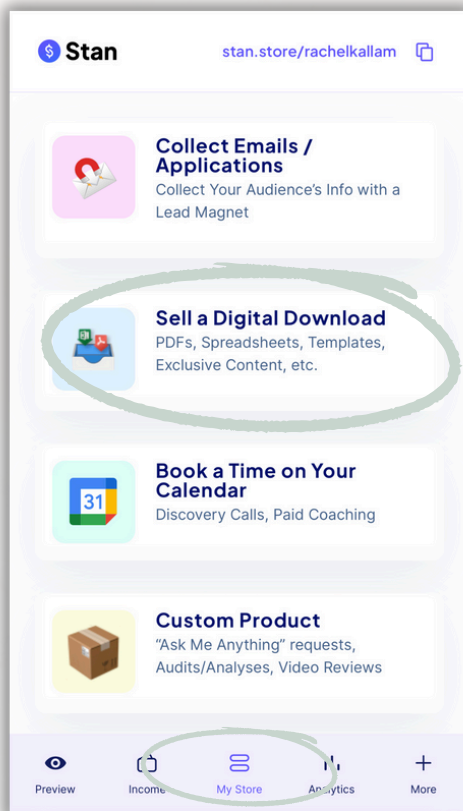 Stan
stan.store/rachelkallam
Collect Emails /
Applications
Collect Your Audience's Info with a
Lead Magnet
Sell a Digital Download
PDFs, Spreadsheets, Templates,
Exclusive Content, etc.
31
Book a Time on Your
Calendar
Discovery Calls, Paid Coaching
Custom Product
“Ask Me Anything” requests,
Audits/Analyses, Video Reviews
Preview
Income
My Store
Analytics
More